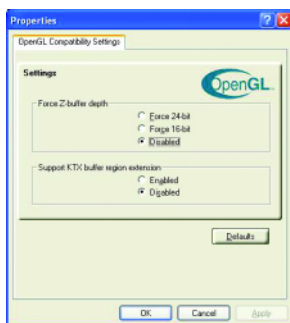 Properties
OpenGL Compatibility Settings
Settings
OpenGL
Force Z-buffer depth
Force 24-bit
Force 16-bit
Disabled
Support KTX buffer region extension
Enabled
Disabled
Defaults
OK
Cancel
Apply